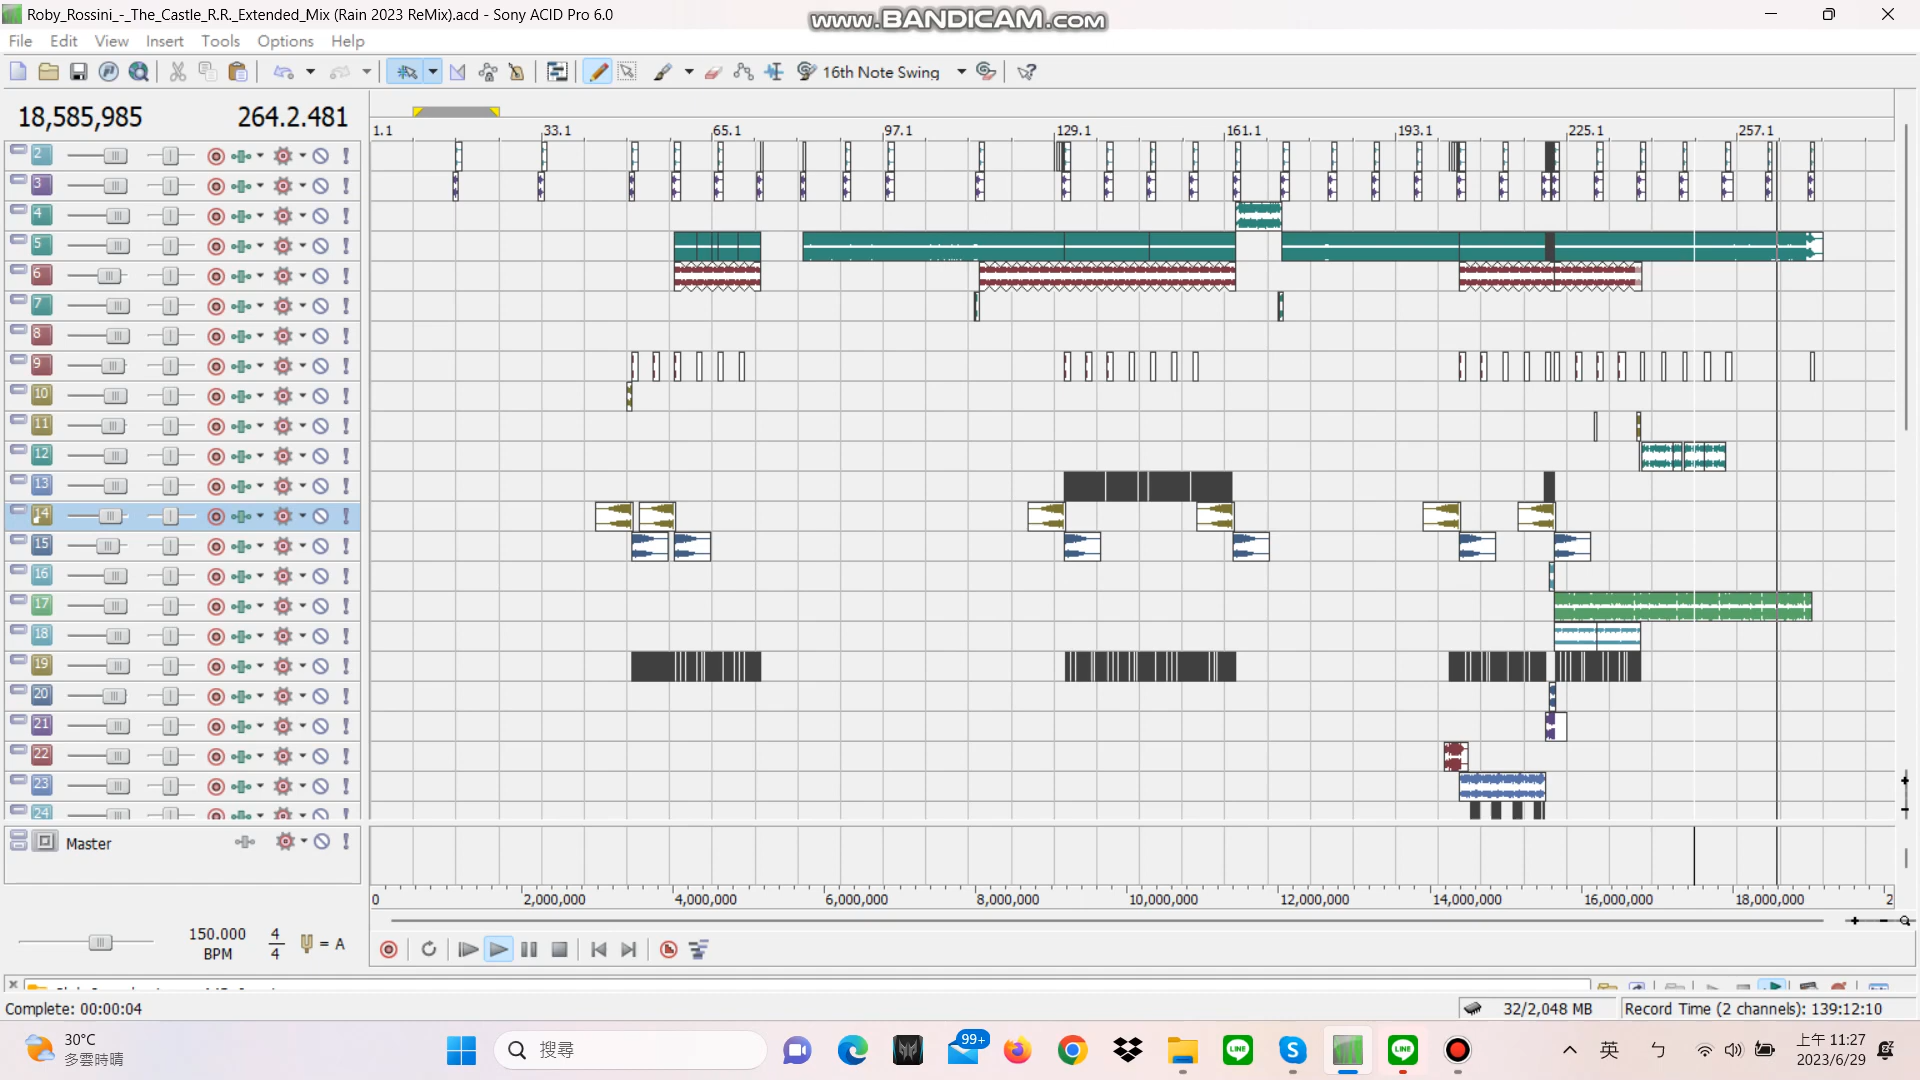 Roby_Rossini_-_The_Castle_R.R._Extended_Mix (Rain 2023 ReMix).acd - Sony ACID Pro 6.0
www.BANDICAM.com
File Edit View Insert Tools Options Help
16th Note Swing
18,585,985 264.2.481
1.1 33.1 65.1 97.1 129.1 161.1 193.1 225.1 257.1
2
3
4
5
6
7
8
9
10
11
12
13
14
15
16
17
18
19
20
21
22
23
24
Master
0 2,000,000 4,000,000 6,000,000 8,000,000 10,000,000 12,000,000 14,000,000 16,000,000 18,000,000 2
150.000 4
BPM 4
= A
Complete: 00:00:04 32/2,048 MB Record Time (2 channels): 139:12:10
30°C
多雲時晴
搜尋
99+
LINE
LINE
英
ㄅ
上午 11:27
2023/6/29